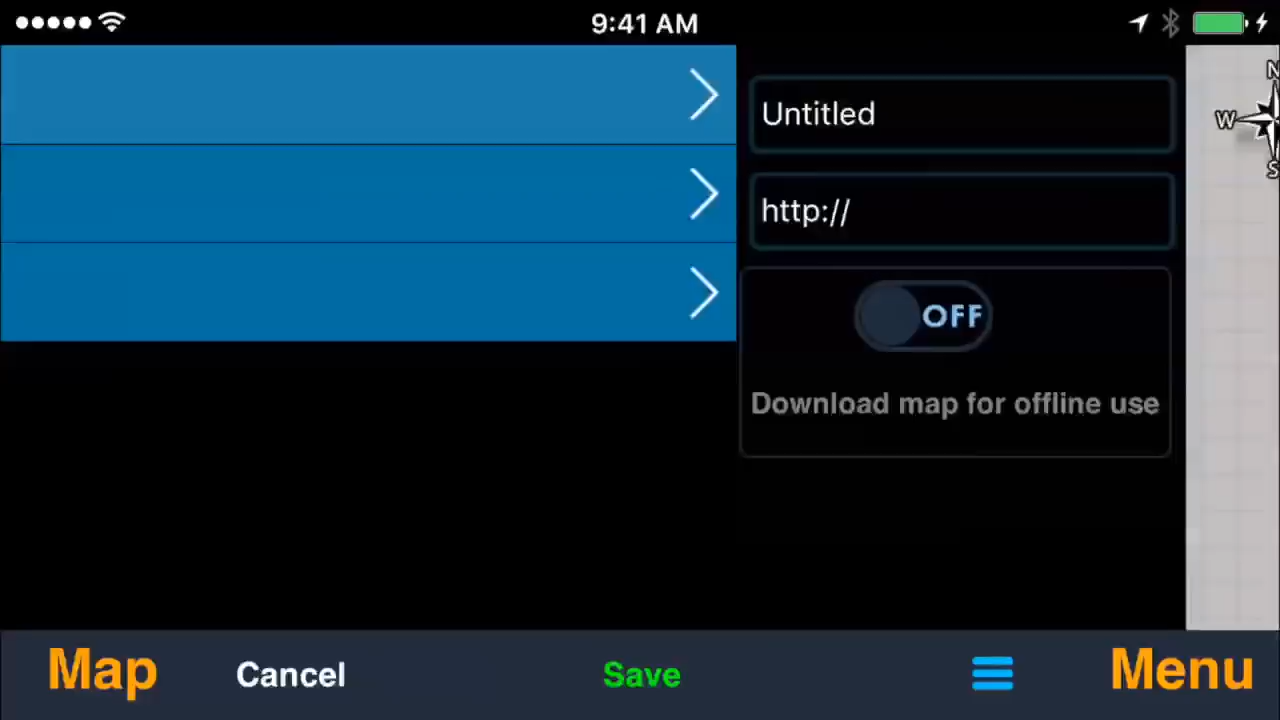 9:41 AM
N
W
S
Untitled
http://
OFF
Download map for offline use
Map
Cancel
Save
Menu